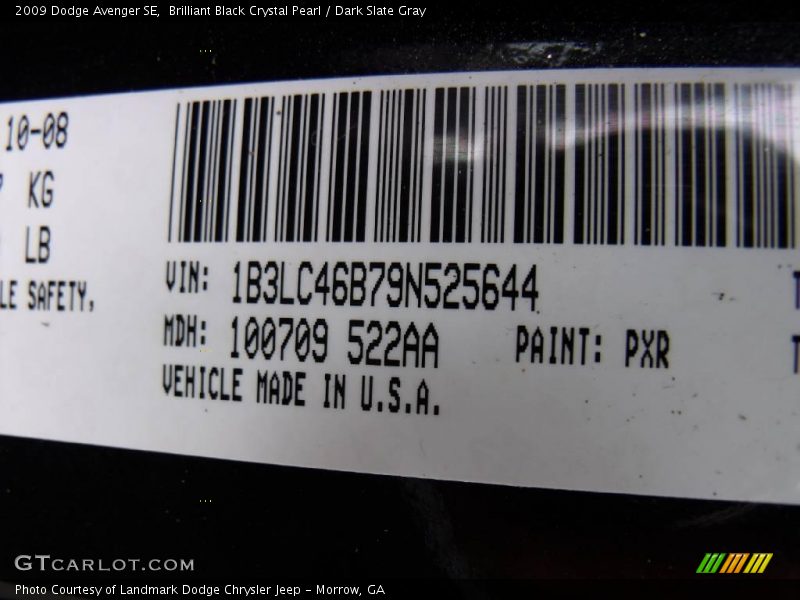 2009 Dodge Avenger SE,  Brilliant Black Crystal Pearl / Dark Slate Gray
10-08
KG
LB
LE SAFETY.
VIN: 1B3LC46B79N525644
MDH: 100709 522AA PAINT: PXR
VEHICLE MADE IN U.S.A.
GTCARLOT.COM
Photo Courtesy of Landmark Dodge Chrysler Jeep – Morrow, GA